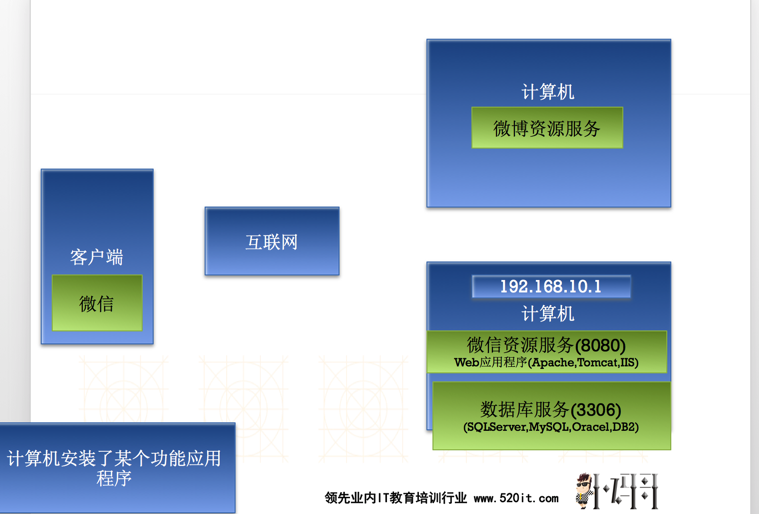 计算机
微博资源服务
客户端
微信
互联网
192.168.10.1
计算机
微信资源服务(8080)
Web应用程序(Apache,Tomcat,IIS)
数据库服务(3306)
(SQLServer,MySQL,Oracel,DB2)
计算机安装了某个功能应用
程序
领先业内IT教育培训行业 www.520it.com
小码哥